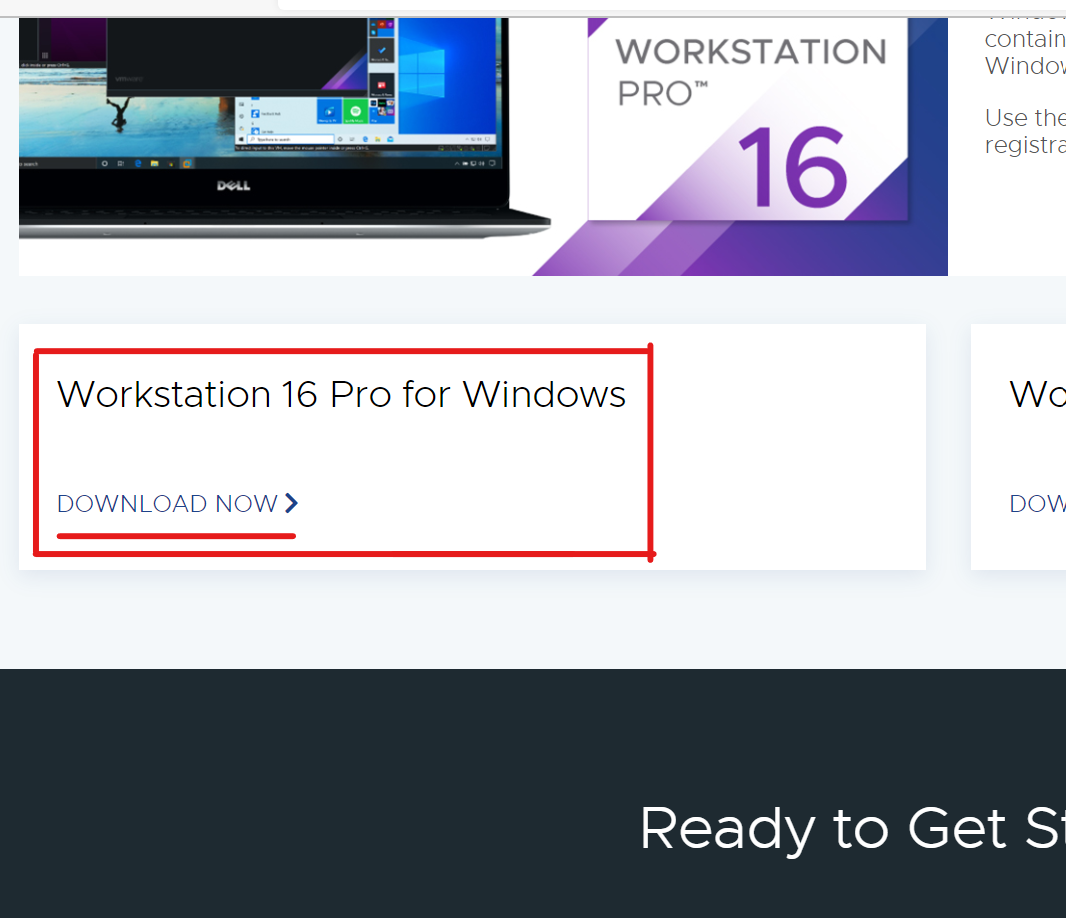 contain
Window
WORKSTATION
PRO™
16
Use the
registra
DELL
Workstation 16 Pro for Windows
Wo
DOWNLOAD NOW
DOW
Ready to Get St